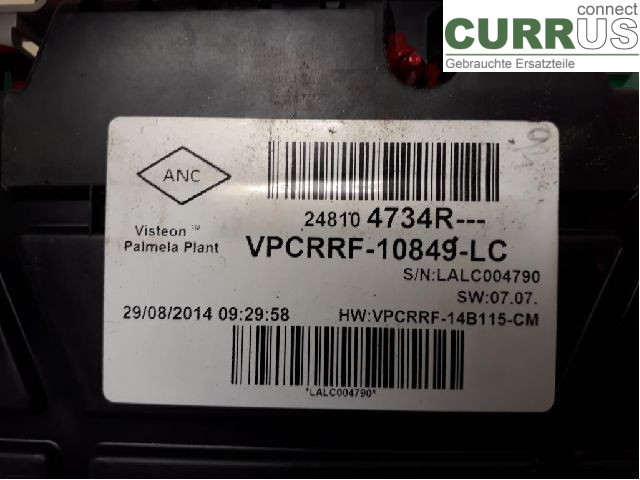 connect
CURRUS
Gebrauchte Ersatzteile
ANC
24810 4734R---
Visteon™
Palmela Plant
VPCRRF-10849-LC
S/N:LALC004790
SW:07.07.
29/08/2014 09:29:58
HW:VPCRRF-14B115-CM
*LALC004790*